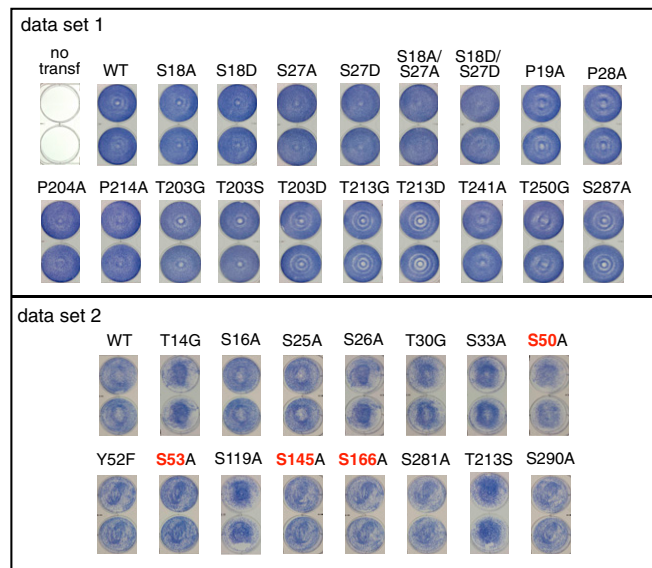 data set 1
no transf WT S18A S18D S27A S27D S18A/S27A S18D/S27D P19A P28A
P204A P214A T203G T203S T203D T213G T213D T241A T250G S287A
data set 2
WT T14G S16A S25A S26A T30G S33A S50A
Y52F S53A S119A S145A S166A S281A T213S S290A